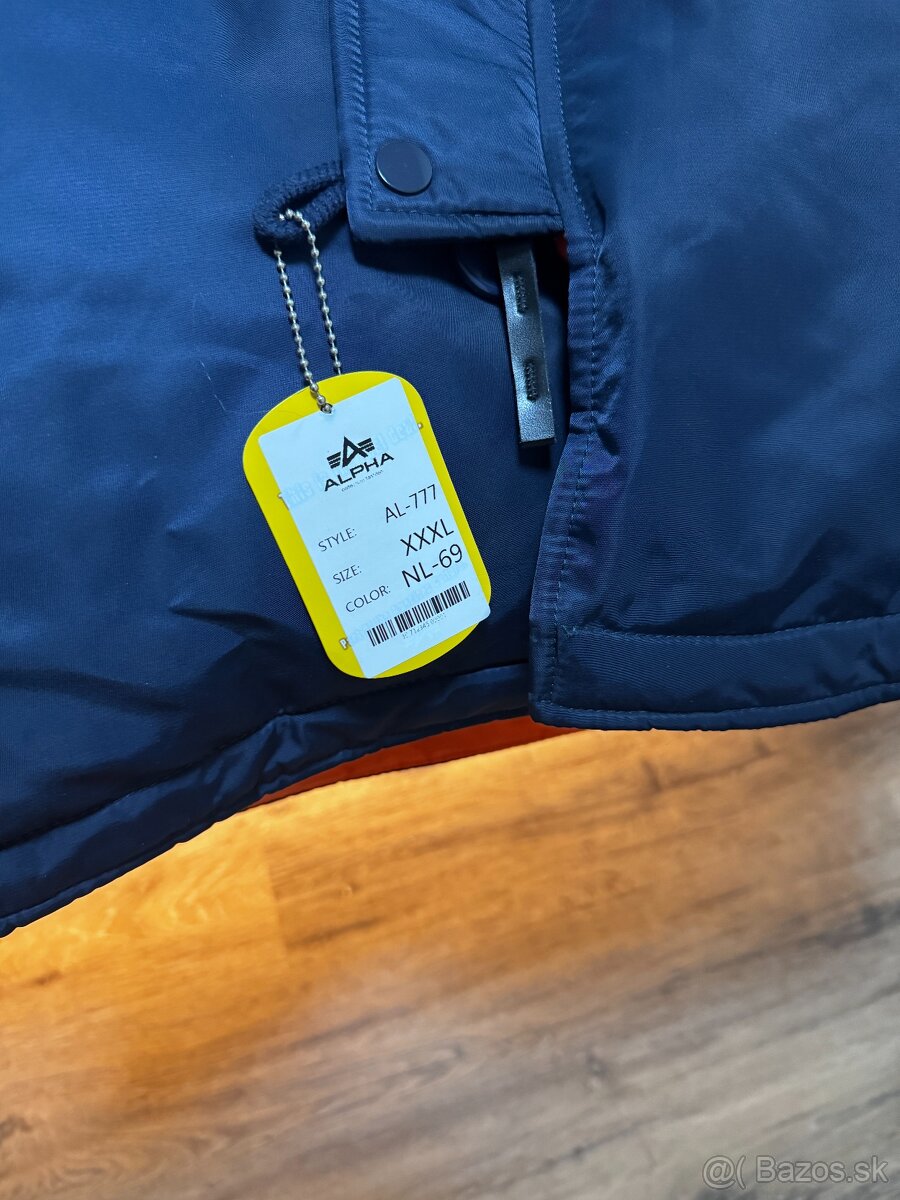 ALPHA
STYLE: AL-777
SIZE: XXXL
COLOR: NL-69
@( Bazos.sk